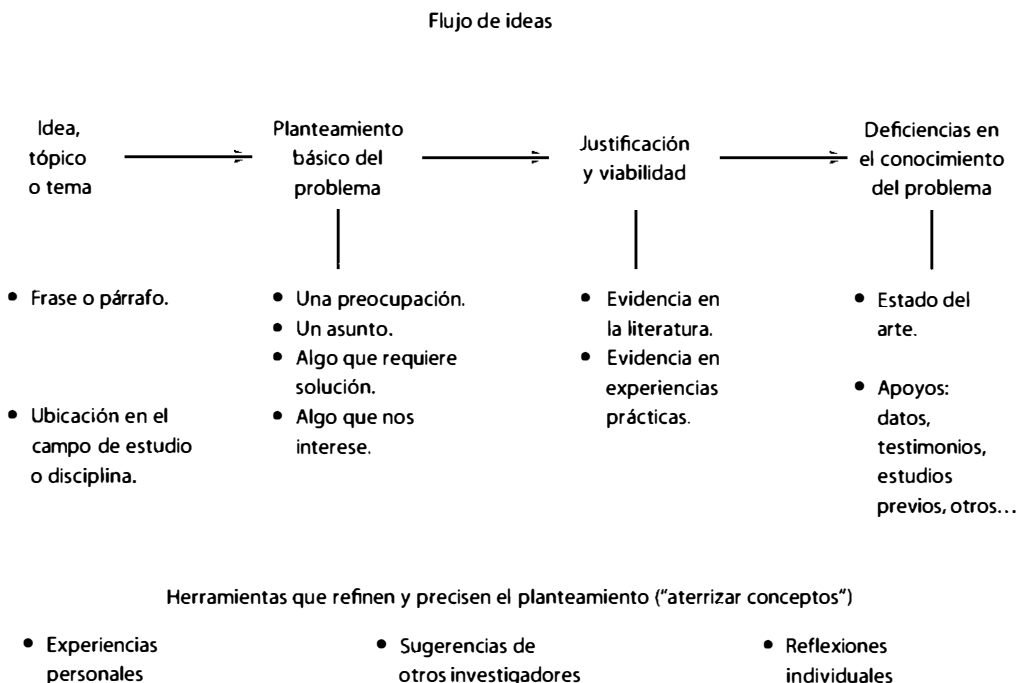 Flujo de ideas
Idea,
tópico
o tema
Planteamiento
básico del
problema
Justificación
y viabilidad
Deficiencias en
el conocimiento
del problema
• Frase o párrafo.
• Ubicación en el
campo de estudio
o disciplina.
• Una preocupación.
• Un asunto.
• Algo que requiere
solución.
• Algo que nos
interese.
• Evidencia en
la literatura.
• Evidencia en
experiencias
prácticas.
• Estado del
arte.
• Apoyos:
datos,
testimonios,
estudios
previos, otros...
Herramientas que refinen y precisen el planteamiento ("aterrizar conceptos")
• Experiencias
personales
• Sugerencias de
otros investigadores
• Reflexiones
individuales